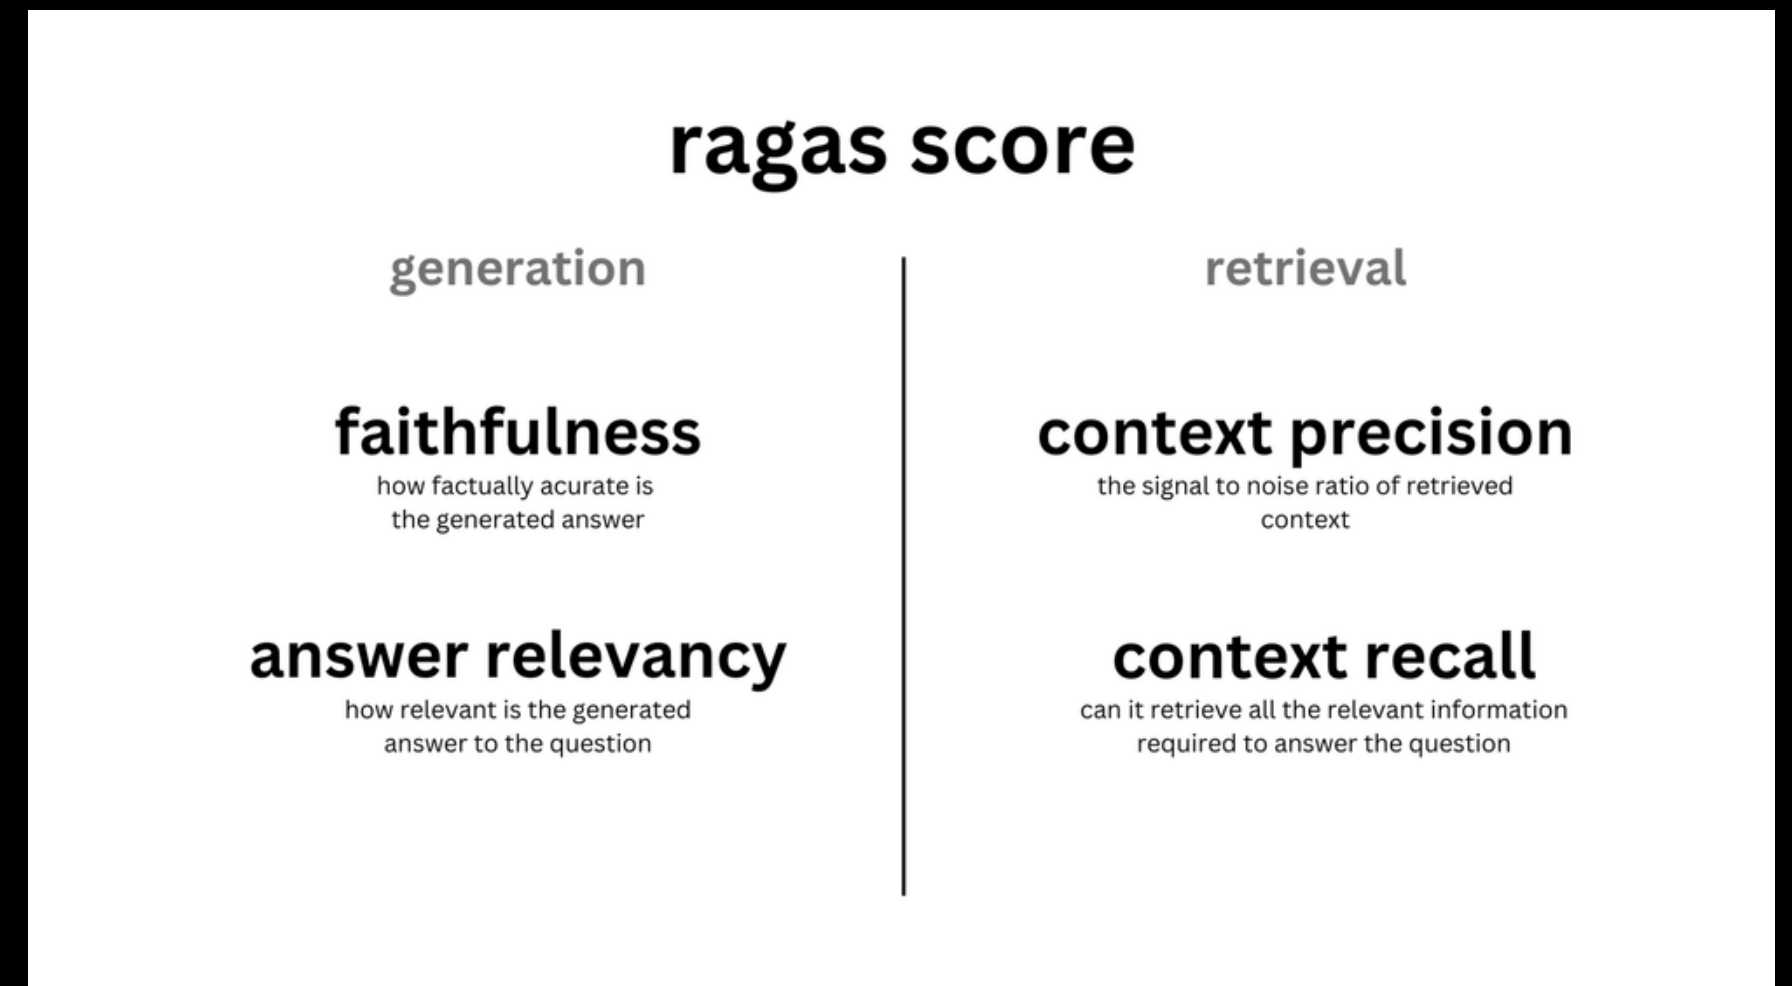 ragas score
generation
faithfulness
how factually acurate is
the generated answer
answer relevancy
how relevant is the generated
answer to the question
retrieval
context precision
the signal to noise ratio of retrieved
context
context recall
can it retrieve all the relevant information
required to answer the question